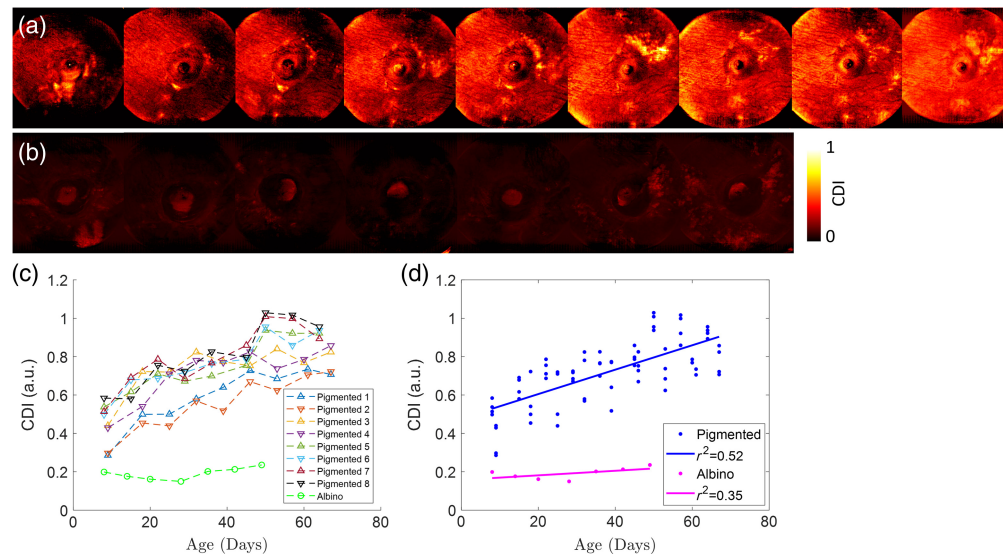 (a)
(b)
1
CDI
0
(c)
1.2
1
0.8
0.6
0.4
0.2
0
0 20 40 60 80
CDI (a.u.)
Age (Days)
Pigmented 1
Pigmented 2
Pigmented 3
Pigmented 4
Pigmented 5
Pigmented 6
Pigmented 7
Pigmented 8
Albino
(d)
1.2
1
0.8
0.6
0.4
0.2
0
0 20 40 60 80
CDI (a.u.)
Age (Days)
Pigmented
r²=0.52
Albino
r²=0.35